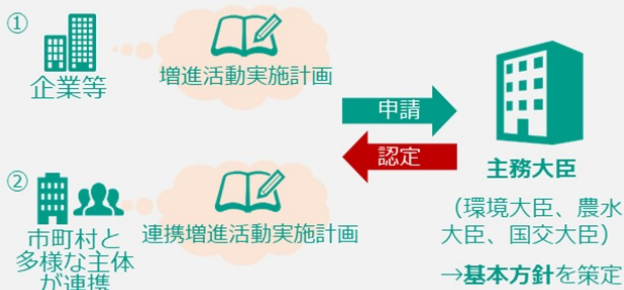 ①
企業等
増進活動実施計画
②
市町村と
多様な主体
が連携
連携増進活動実施計画
申請
認定
主務大臣
（環境大臣、農水
大臣、国交大臣）
→基本方針を策定